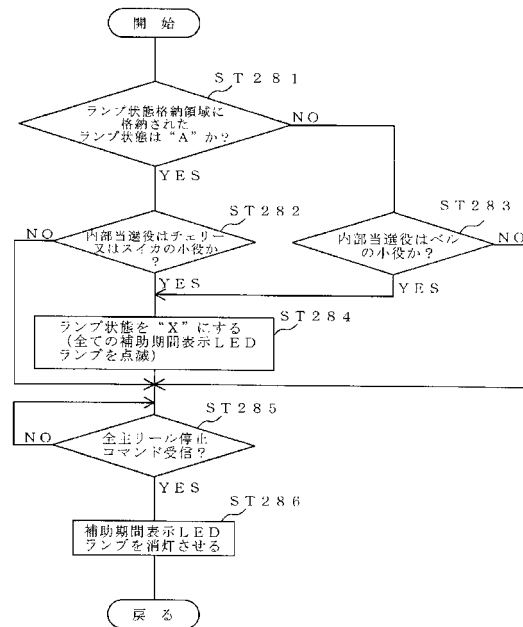 開 始
ST281
ランプ状態格納領域に
格納された
ランプ状態は“A”か？
NO
YES
ST282
ST283
NO
内部当選役はチェリー
又はスイカの小役か
？
内部当選役はベル
の小役か？
NO
YES
YES
ST284
ランプ状態を“X”にする
（全ての補助期間表示LED
ランプを点滅）
ST285
全主リール停止
コマンド受信？
NO
YES
ST286
補助期間表示LED
ランプを消灯させる
戻 る